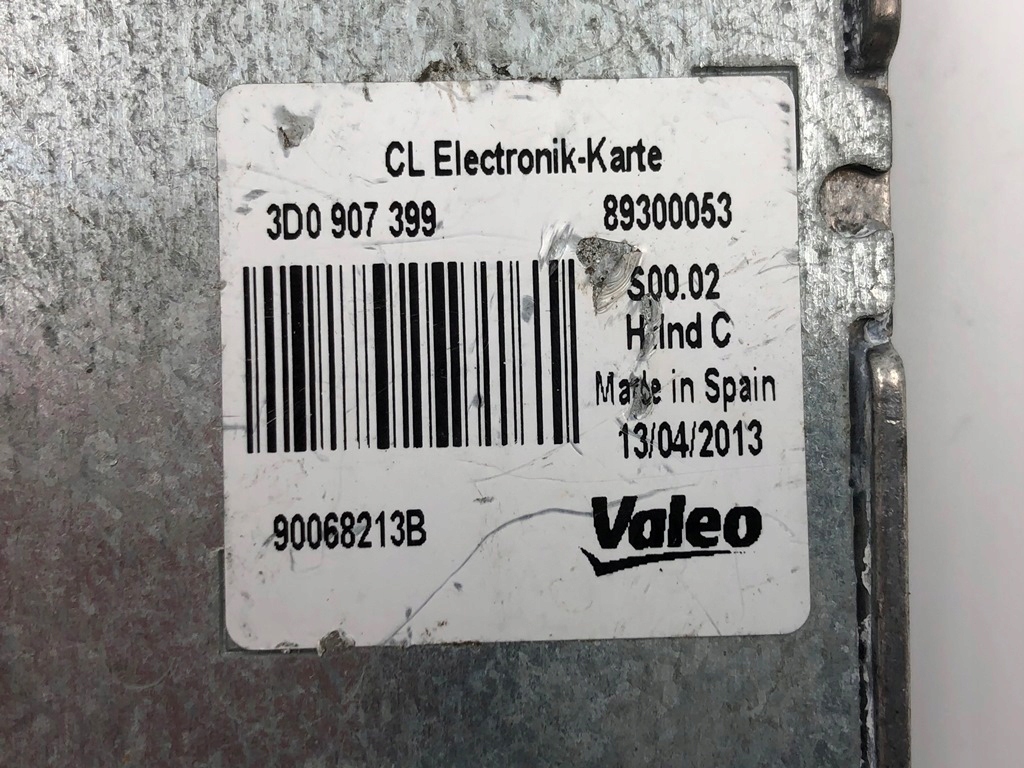 CL Electronik-Karte
3D0 907 399 89300053
S00.02
H:Ind C
Made in Spain
13/04/2013
90068213B
Valeo